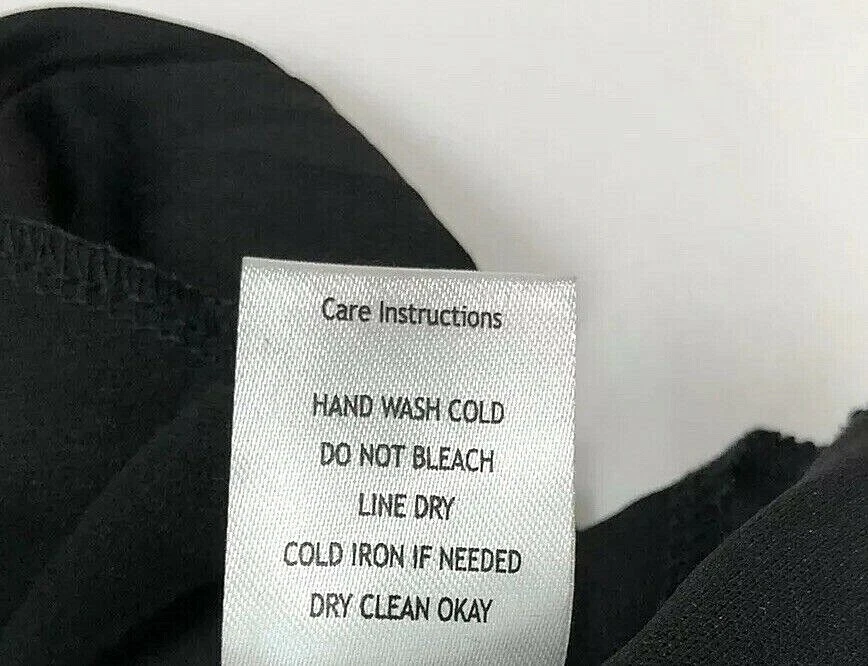 Care Instructions
HAND WASH COLD
DO NOT BLEACH
LINE DRY
COLD IRON IF NEEDED
DRY CLEAN OKAY